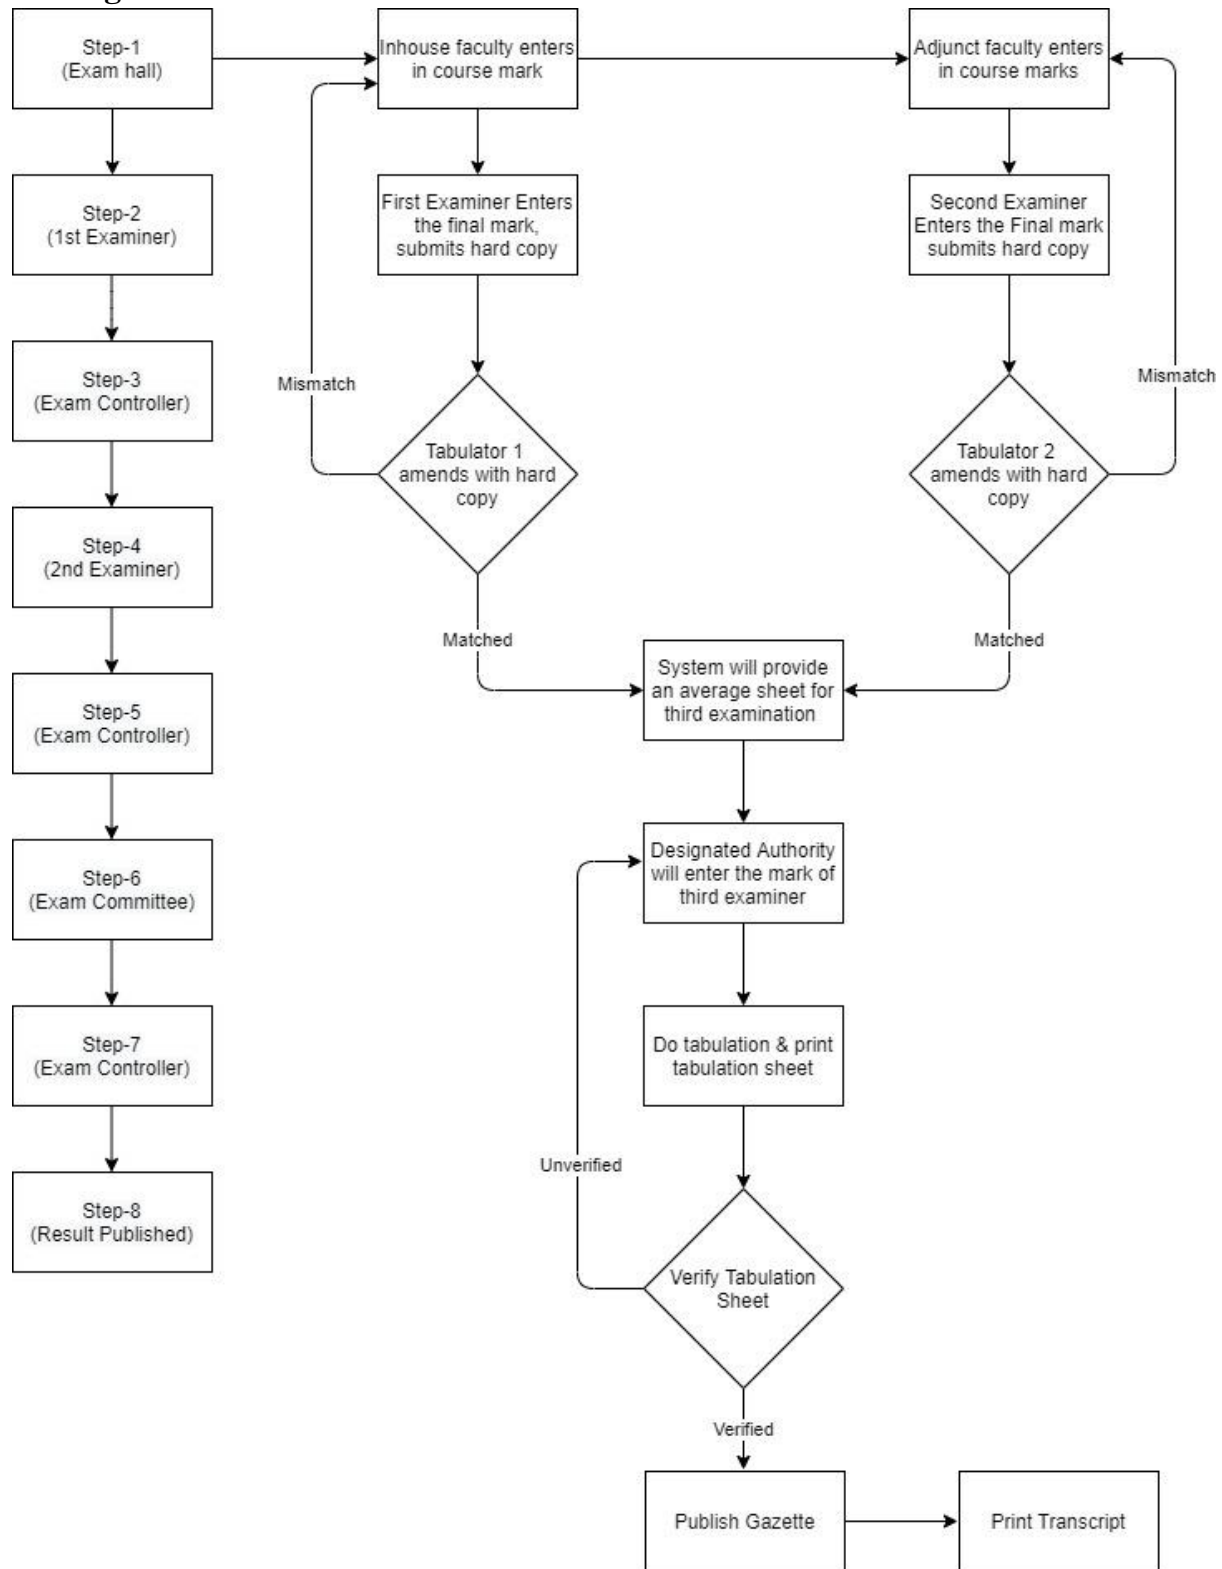 Step-1
(Exam hall)
Inhouse faculty enters
in course mark
Adjunct faculty enters
in course marks
Step-2
(1st Examiner)
First Examiner Enters
the final mark,
submits hard copy
Second Examiner
Enters the Final mark
submits hard copy
Step-3
(Exam Controller)
Mismatch
Mismatch
Tabulator 1
amends with hard
copy
Tabulator 2
amends with hard
copy
Step-4
(2nd Examiner)
Matched
Matched
System will provide
an average sheet for
third examination
Step-5
(Exam Controller)
Designated Authority
will enter the mark of
third examiner
Step-6
(Exam Committee)
Step-7
(Exam Controller)
Do tabulation & print
tabulation sheet
Unverified
Step-8
(Result Published)
Verify Tabulation
Sheet
Verified
Publish Gazette
Print Transcript